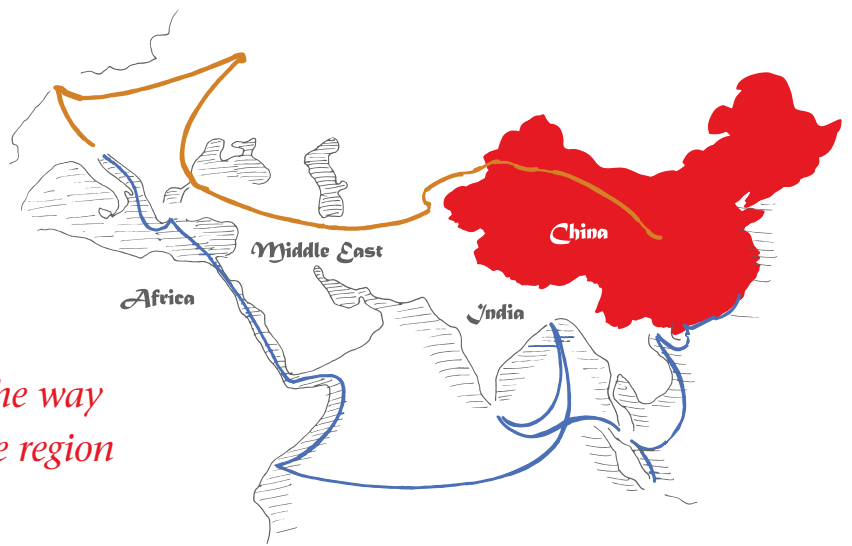 China
Middle East
Africa
India
he way
e region